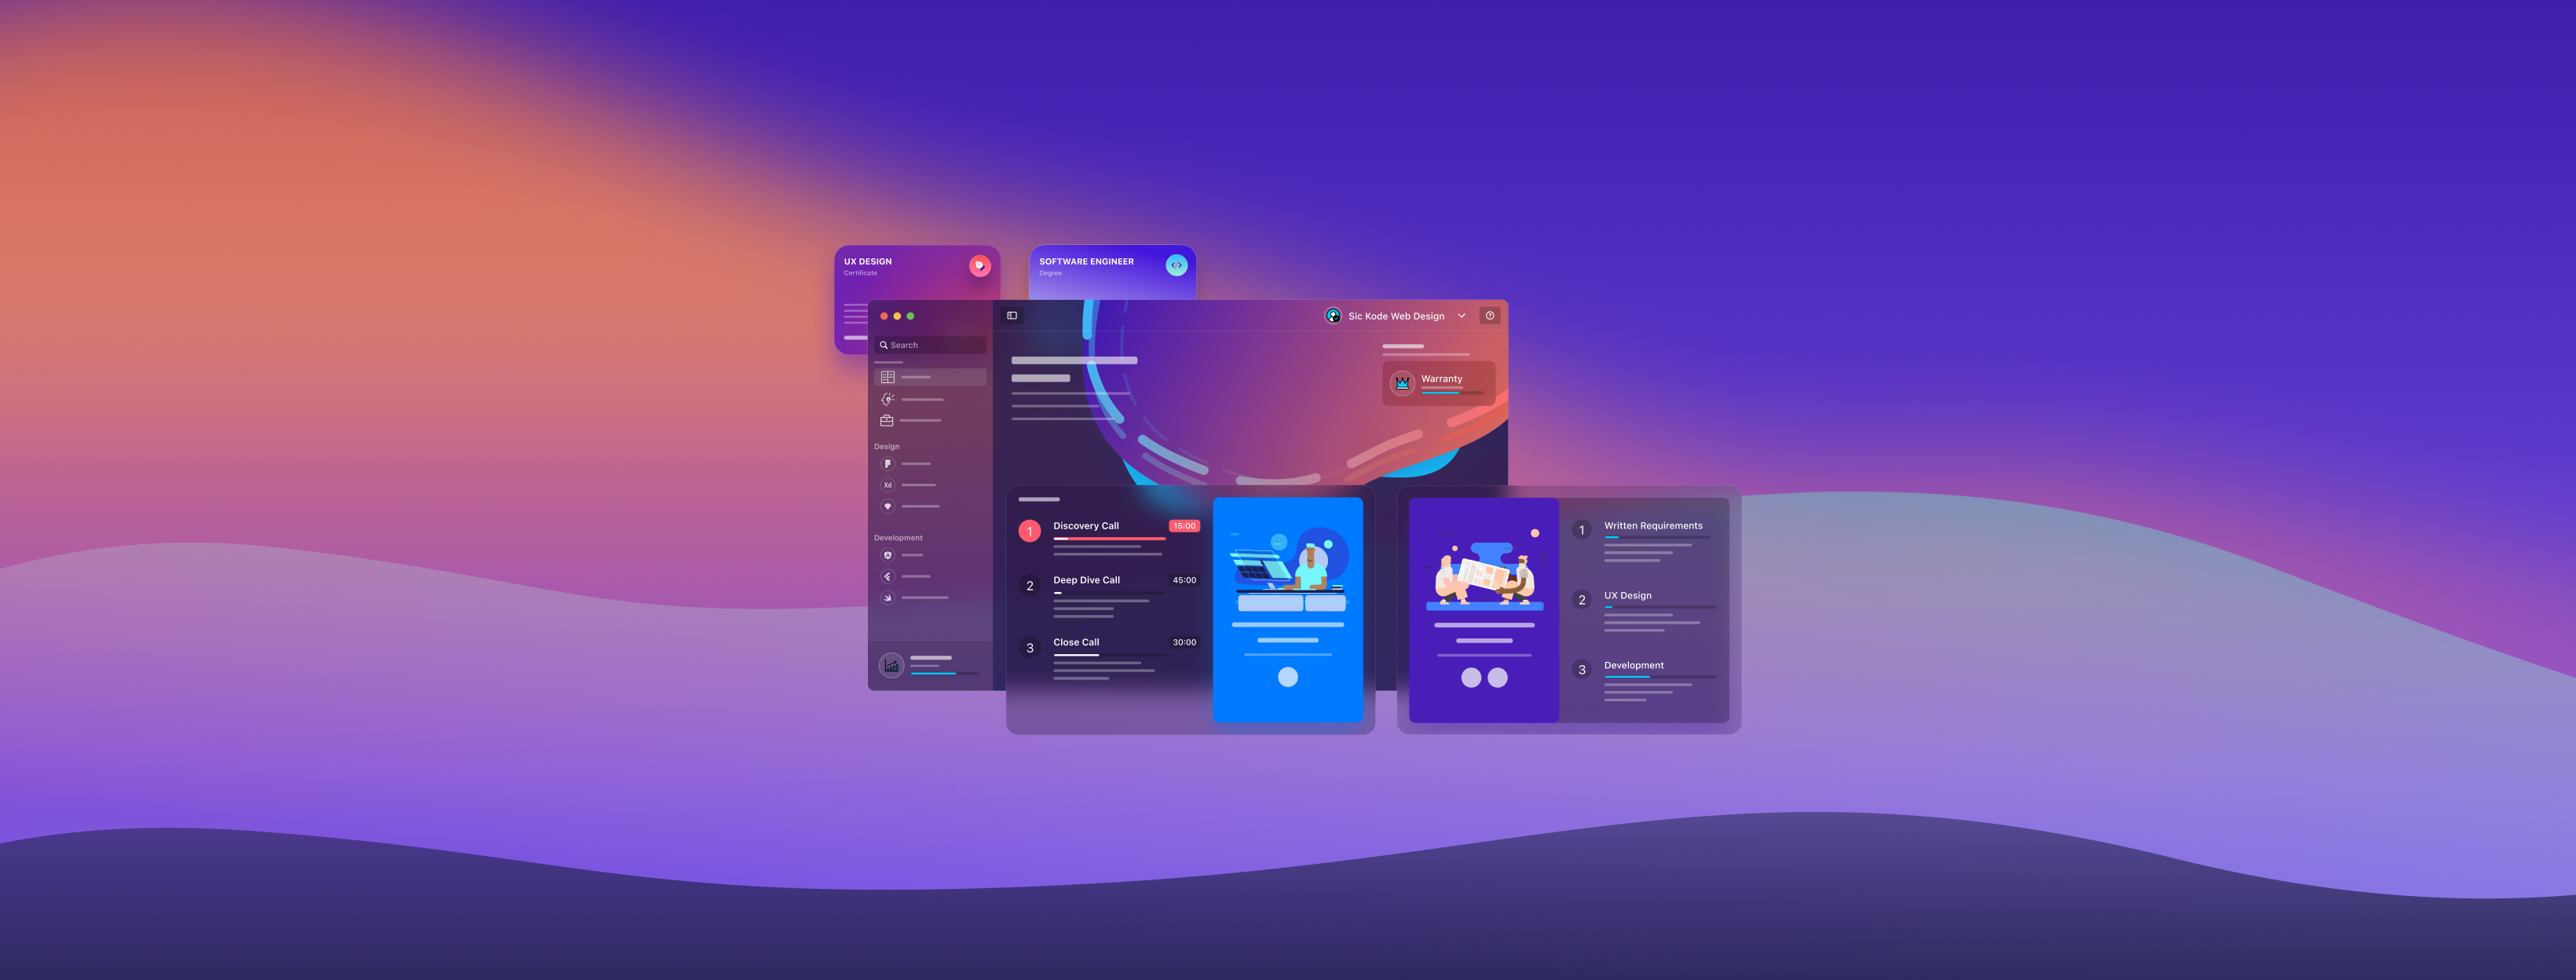 UX DESIGN
Certificate
SOFTWARE ENGINEER
Degree
Sic Kode Web Design
Search
Warranty
Design
Xd
Development
1
Discovery Call
15:00
2
Deep Dive Call
45:00
3
Close Call
30:00
1
Written Requirements
2
UX Design
3
Development